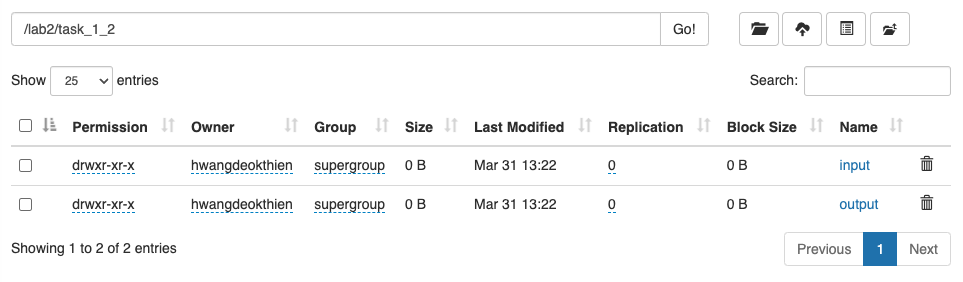 /lab2/task_1_2 Go!
Show 25 entries Search:
Permission Owner Group Size Last Modified Replication Block Size Name
drwxr-xr-x hwangdeokthien supergroup 0 B Mar 31 13:22 0 0 B input
drwxr-xr-x hwangdeokthien supergroup 0 B Mar 31 13:22 0 0 B output
Showing 1 to 2 of 2 entries Previous 1 Next